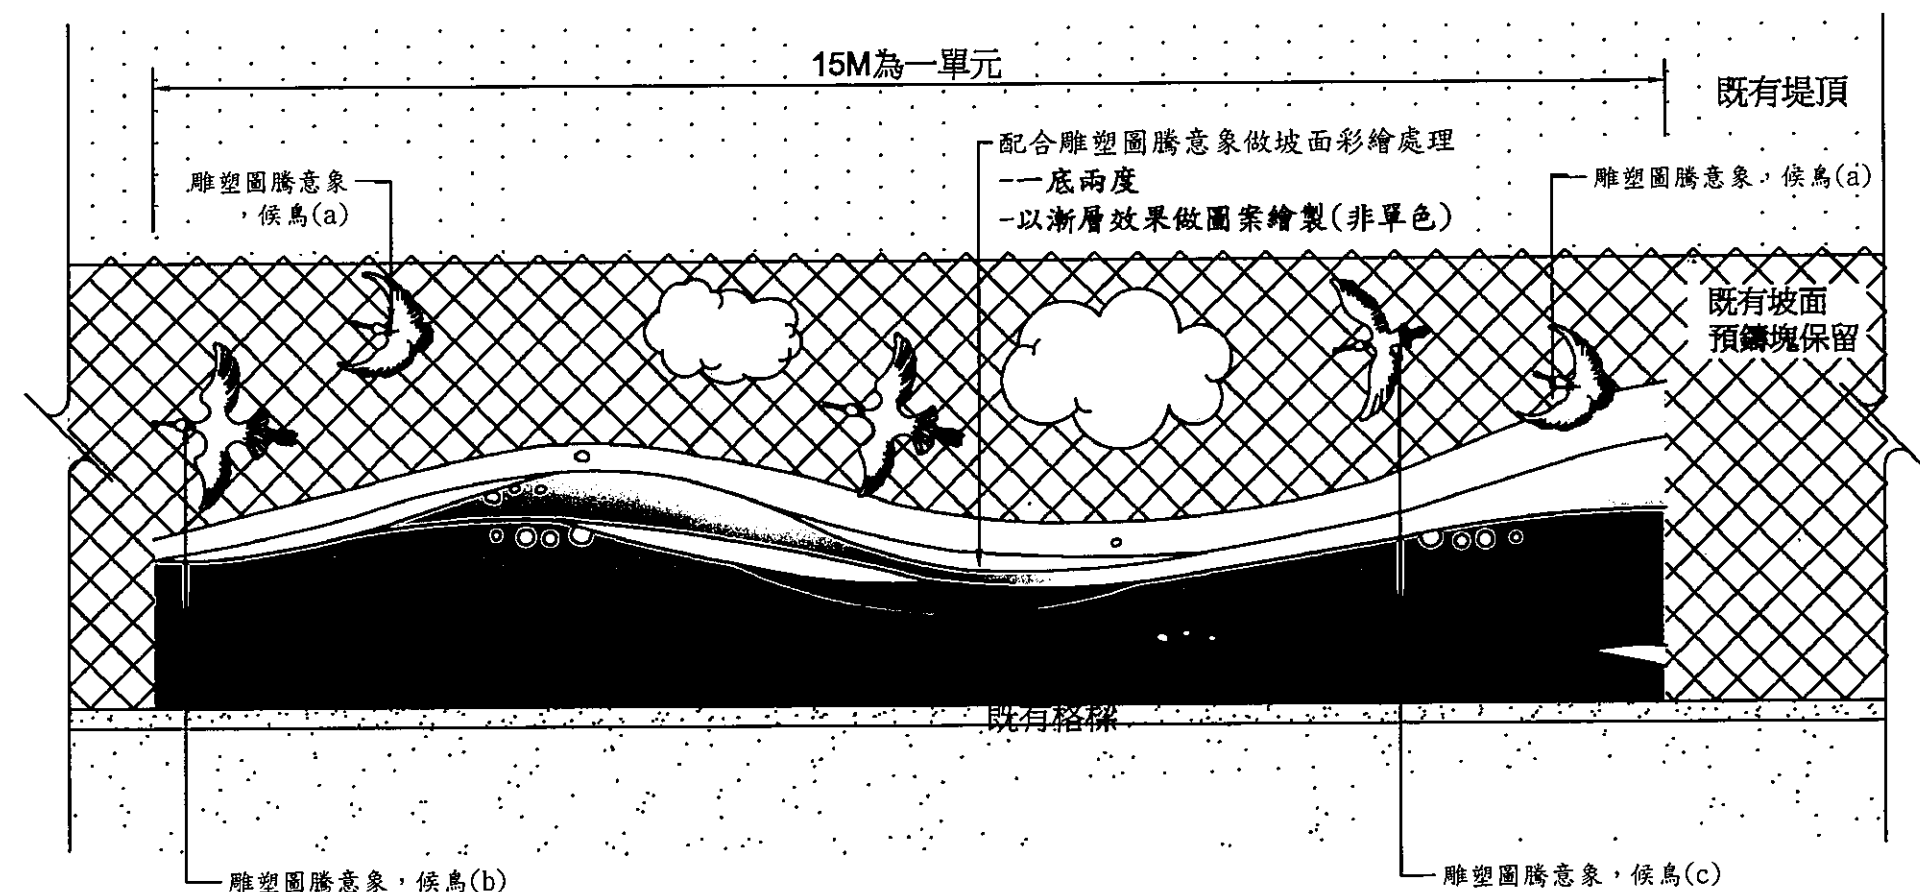 15M為一單元
既有堤頂
配合雕塑圖騰意象做坡面彩繪處理
-一底兩度
-以漸層效果做圖案繪製(非單色)
雕塑圖騰意象
，候鳥(a)
雕塑圖騰意象，候鳥(a)
既有坡面
預鑄塊保留
既有格樑
雕塑圖騰意象，候鳥(b)
雕塑圖騰意象，候鳥(c)